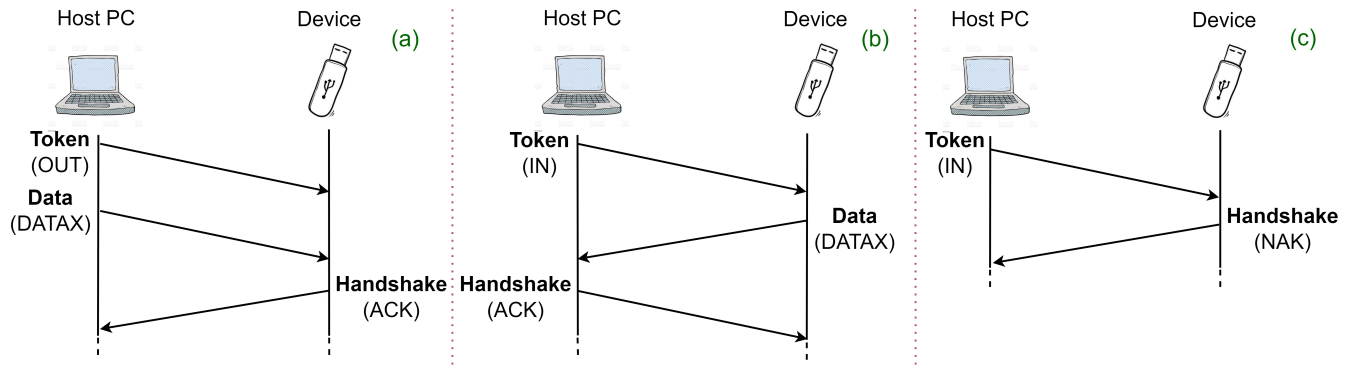 Host PC
Device
(a)
Token
(OUT)
Data
(DATAX)
Handshake
(ACK)
Host PC
Device
(b)
Token
(IN)
Data
(DATAX)
Handshake
(ACK)
Host PC
Device
(c)
Token
(IN)
Handshake
(NAK)